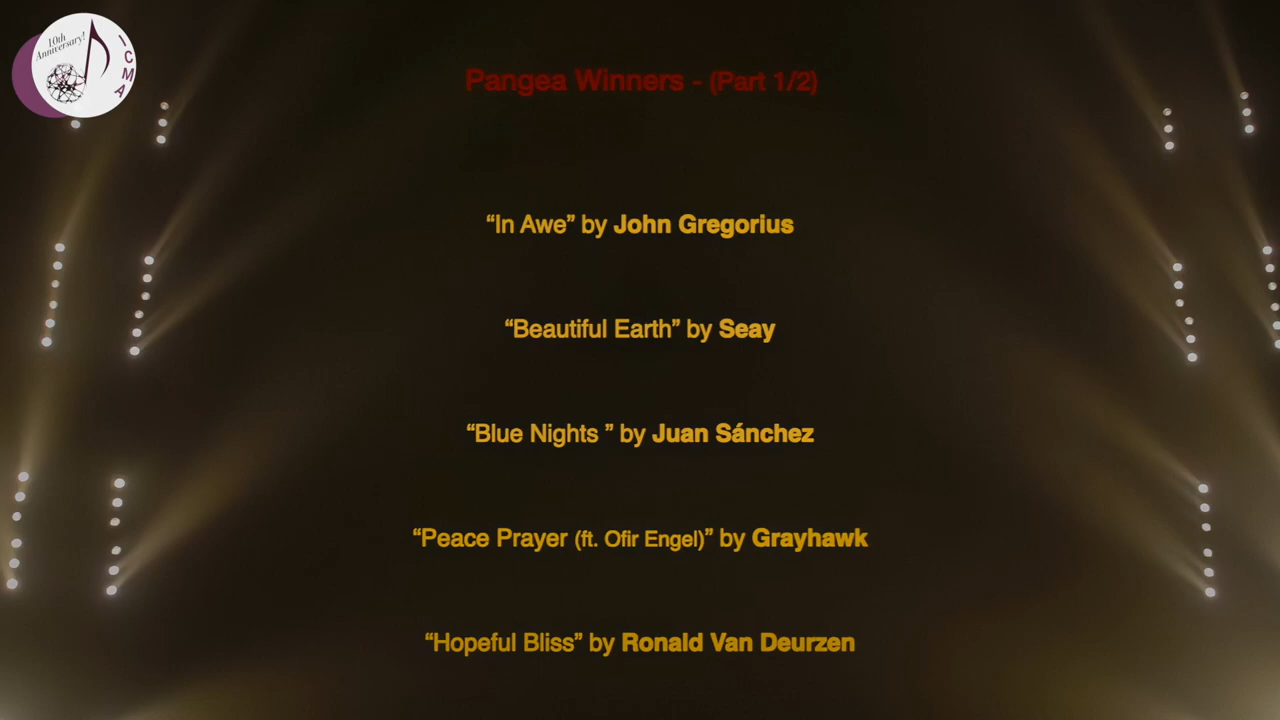 10th
Anniversary!
ICMA
Pangea Winners - (Part 1/2)
“In Awe” by John Gregorius
“Beautiful Earth” by Seay
“Blue Nights ” by Juan Sánchez
“Peace Prayer (ft. Ofir Engel)” by Grayhawk
“Hopeful Bliss” by Ronald Van Deurzen